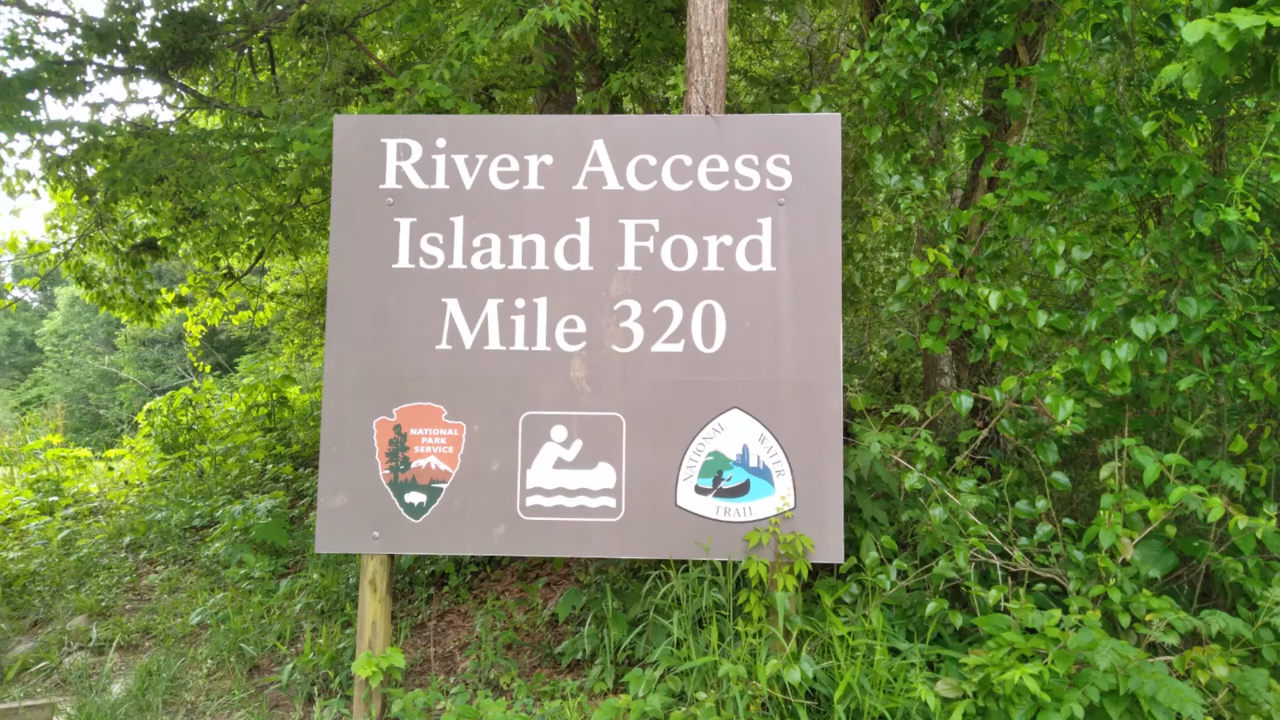 River Access
Island Ford
Mile 320
NATIONAL
PARK
SERVICE
NATIONAL WATER
TRAIL